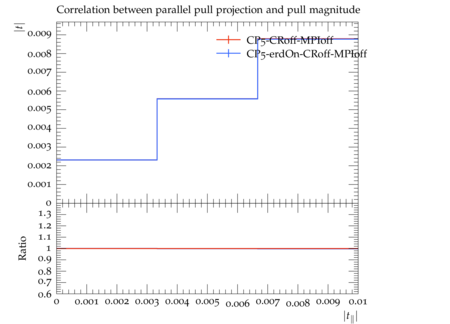 Correlation between parallel pull projection and pull magnitude
|t|
0.009
0.008
0.007
0.006
0.005
0.004
0.003
0.002
0.001
0
CP5-CRoff-MPIoff
CP5-erdOn-CRoff-MPIoff
Ratio
1.3
1.2
1.1
1
0.9
0.8
0.7
0.6
0 0.001 0.002 0.003 0.004 0.005 0.006 0.007 0.008 0.009 0.01
|t∥|